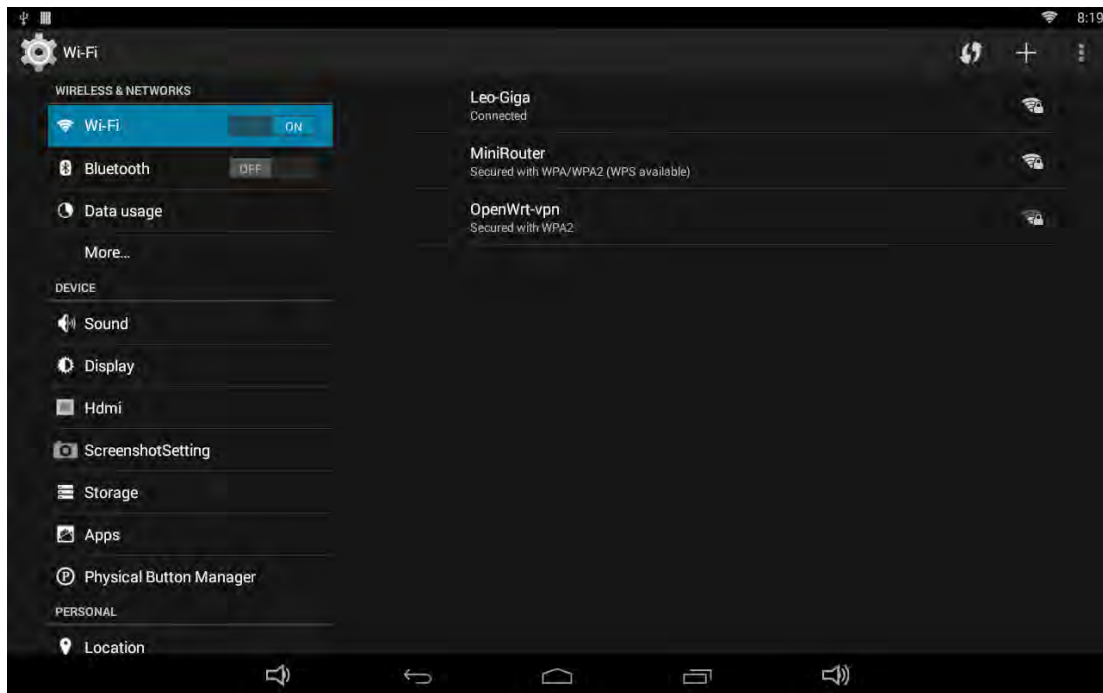 8:19
Wi-Fi
WIRELESS & NETWORKS
Wi-Fi
ON
Bluetooth
OFF
Data usage
More...
DEVICE
Sound
Display
Hdmi
ScreenshotSetting
Storage
Apps
Physical Button Manager
PERSONAL
Location
Leo-Giga
Connected
MiniRouter
Secured with WPA/WPA2 (WPS available)
OpenWrt-vpn
Secured with WPA2